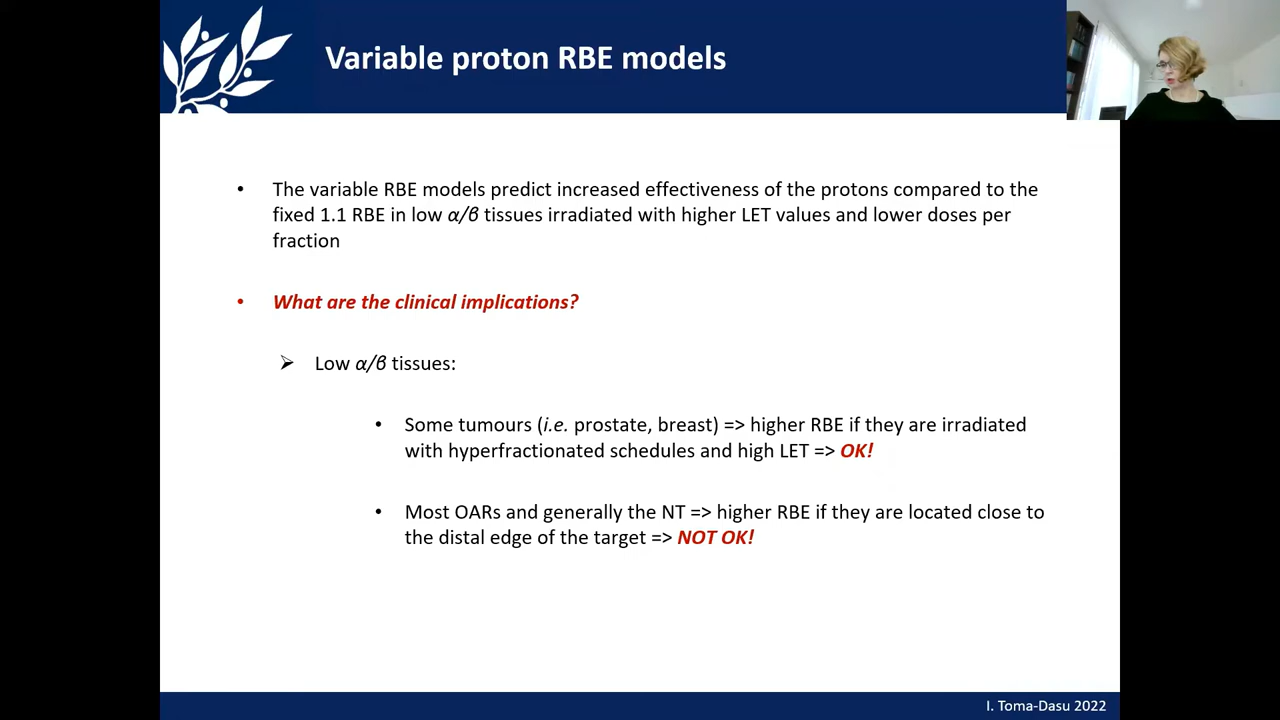 Variable proton RBE models
• The variable RBE models predict increased effectiveness of the protons compared to the
fixed 1.1 RBE in low α/β tissues irradiated with higher LET values and lower doses per
fraction
• What are the clinical implications?
➢ Low α/β tissues:
• Some tumours (i.e. prostate, breast) => higher RBE if they are irradiated
with hyperfractionated schedules and high LET => OK!
• Most OARs and generally the NT => higher RBE if they are located close to
the distal edge of the target => NOT OK!
I. Toma-Dasu 2022